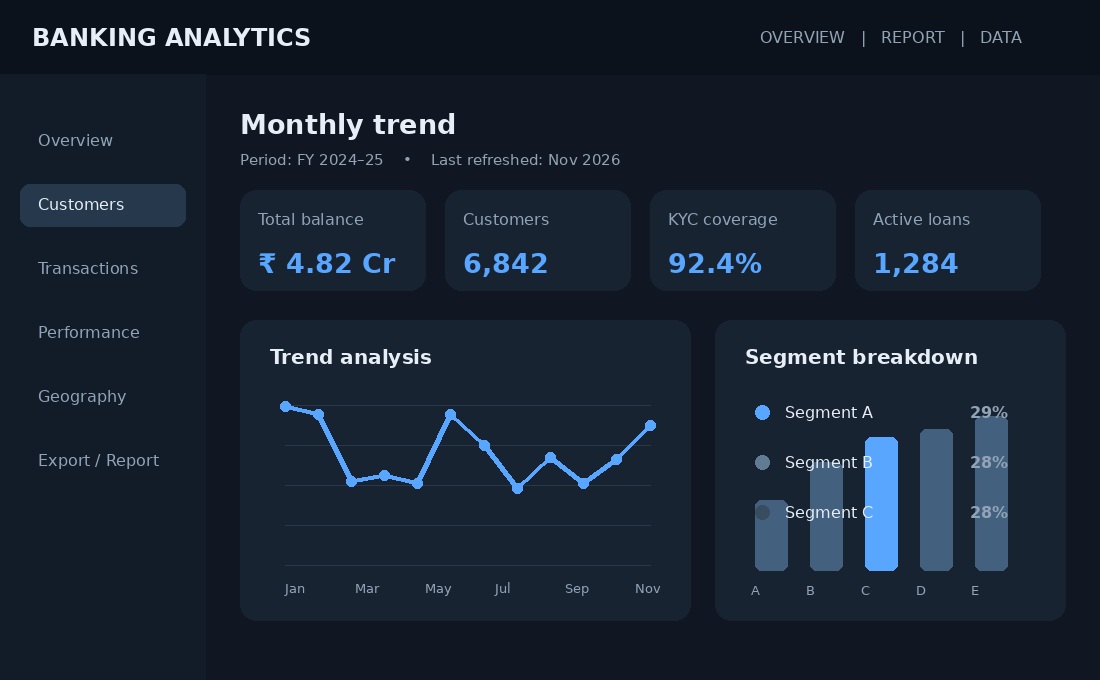 BANKING ANALYTICS
OVERVIEW | REPORT | DATA
Overview
Customers
Transactions
Performance
Geography
Export / Report
Monthly trend
Period: FY 2024–25 • Last refreshed: Nov 2026
Total balance
₹ 4.82 Cr
Customers
6,842
KYC coverage
92.4%
Active loans
1,284
Trend analysis
Jan Mar May Jul Sep Nov
Segment breakdown
Segment A 29%
Segment B 28%
Segment C 28%
A B C D E